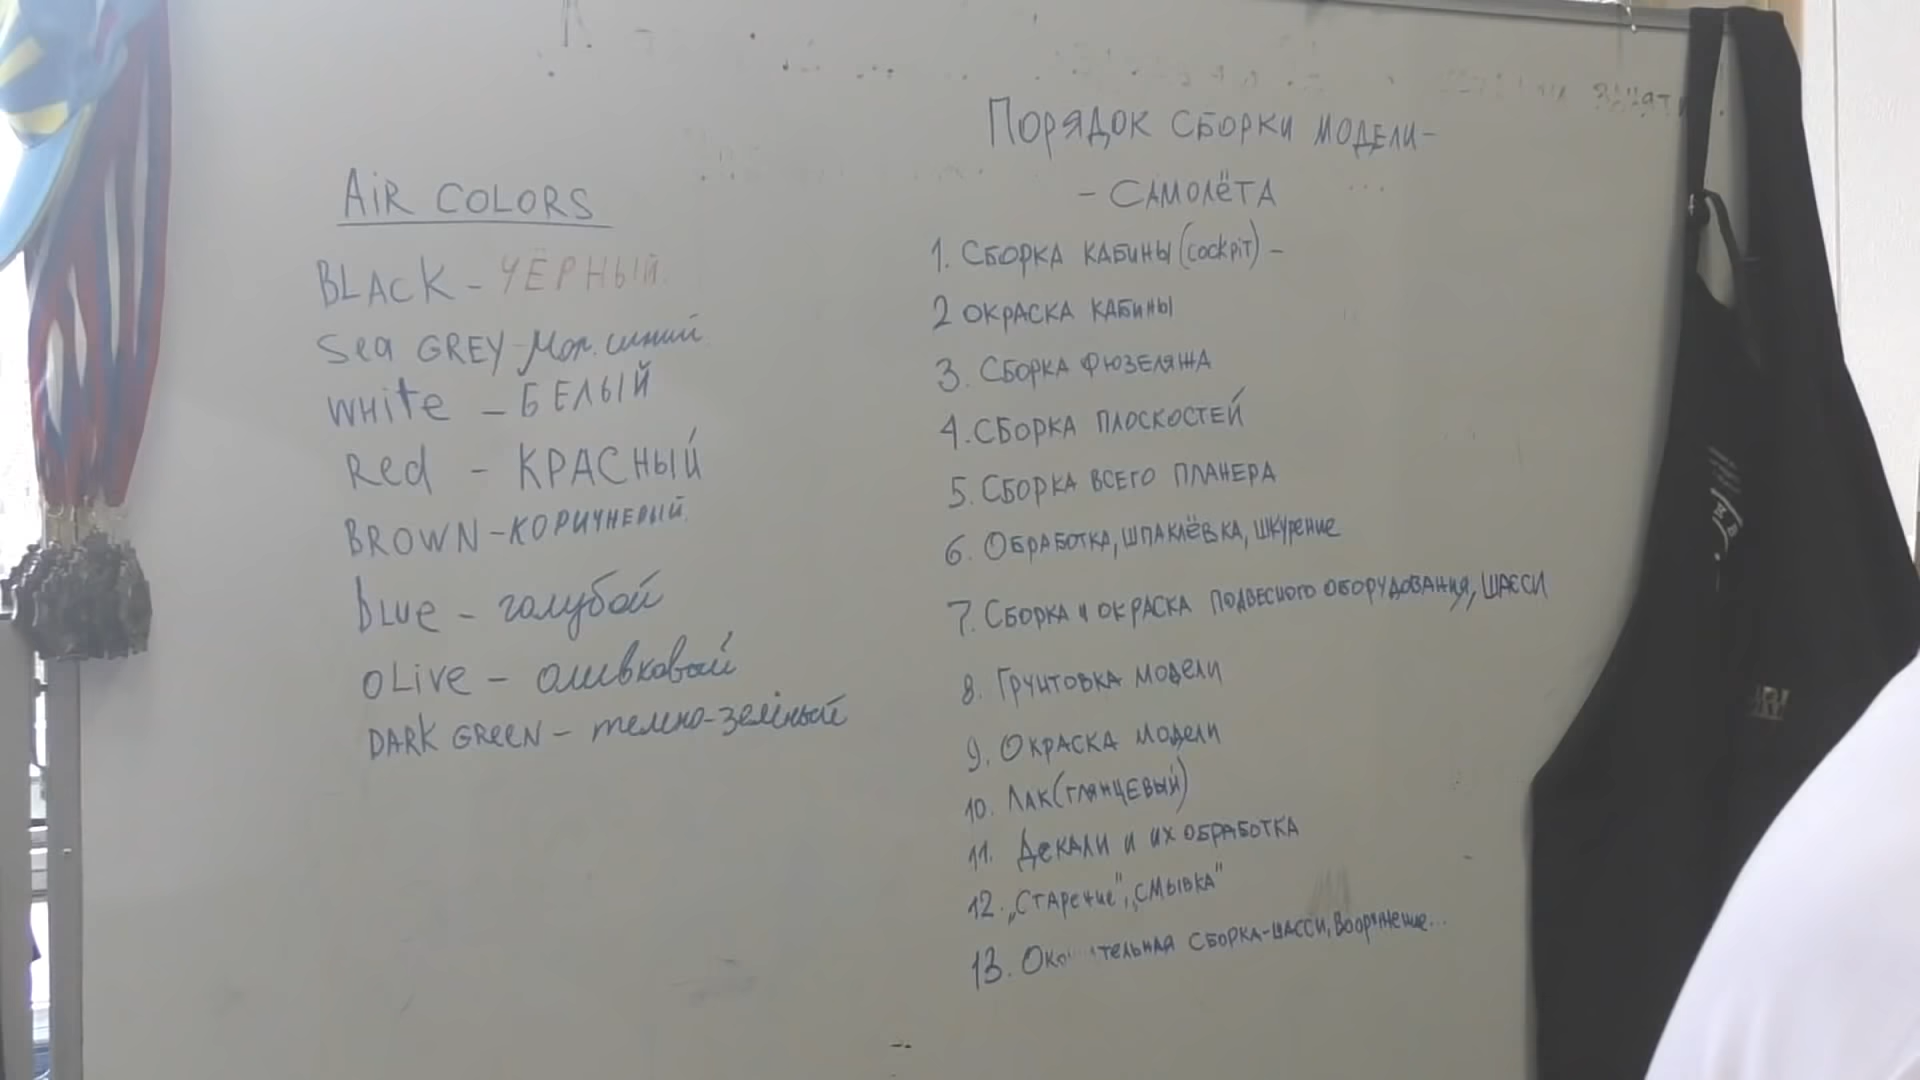 AIR COLORS
BLACK - ЧЁРНЫЙ.
Sea GREY-Мор. синий.
WHite - БЕЛЫЙ
Red - КРАСНЫЙ
BROWN-КОРИЧНЕВЫЙ.
blue - голубой
OLive - оливковый
DARK GREEN - темно-зелёный
ПОРЯДОК СБОРКИ МОДЕЛИ-
- САМОЛЁТА
1. СБОРКА КАБИНЫ (cockpit) -
2 ОКРАСКА КАБИНЫ
3. СБОРКА ФЮЗЕЛЯЖА
4. СБОРКА ПЛОСКОСТЕЙ
5. СБОРКА ВСЕГО ПЛАНЕРА
6. ОБРАБОТКА, ШПАКЛЁВКА, ШКУРЕНИЕ
7. СБОРКА И ОКРАСКА ПОДВЕСНОГО ОБОРУДОВАНИЯ, ШАССИ
8. ГРУНТОВКА МОДЕЛИ
9. ОКРАСКА МОДЕЛИ
10. ЛАК (ГЛЯНЦЕВЫЙ)
11. ДЕКАЛИ И ИХ ОБРАБОТКА
12. „СТАРЕНИЕ", „СМЫВКА"
13. СБОРКА-ШАССИ, ВООРУЖЕНИЕ...